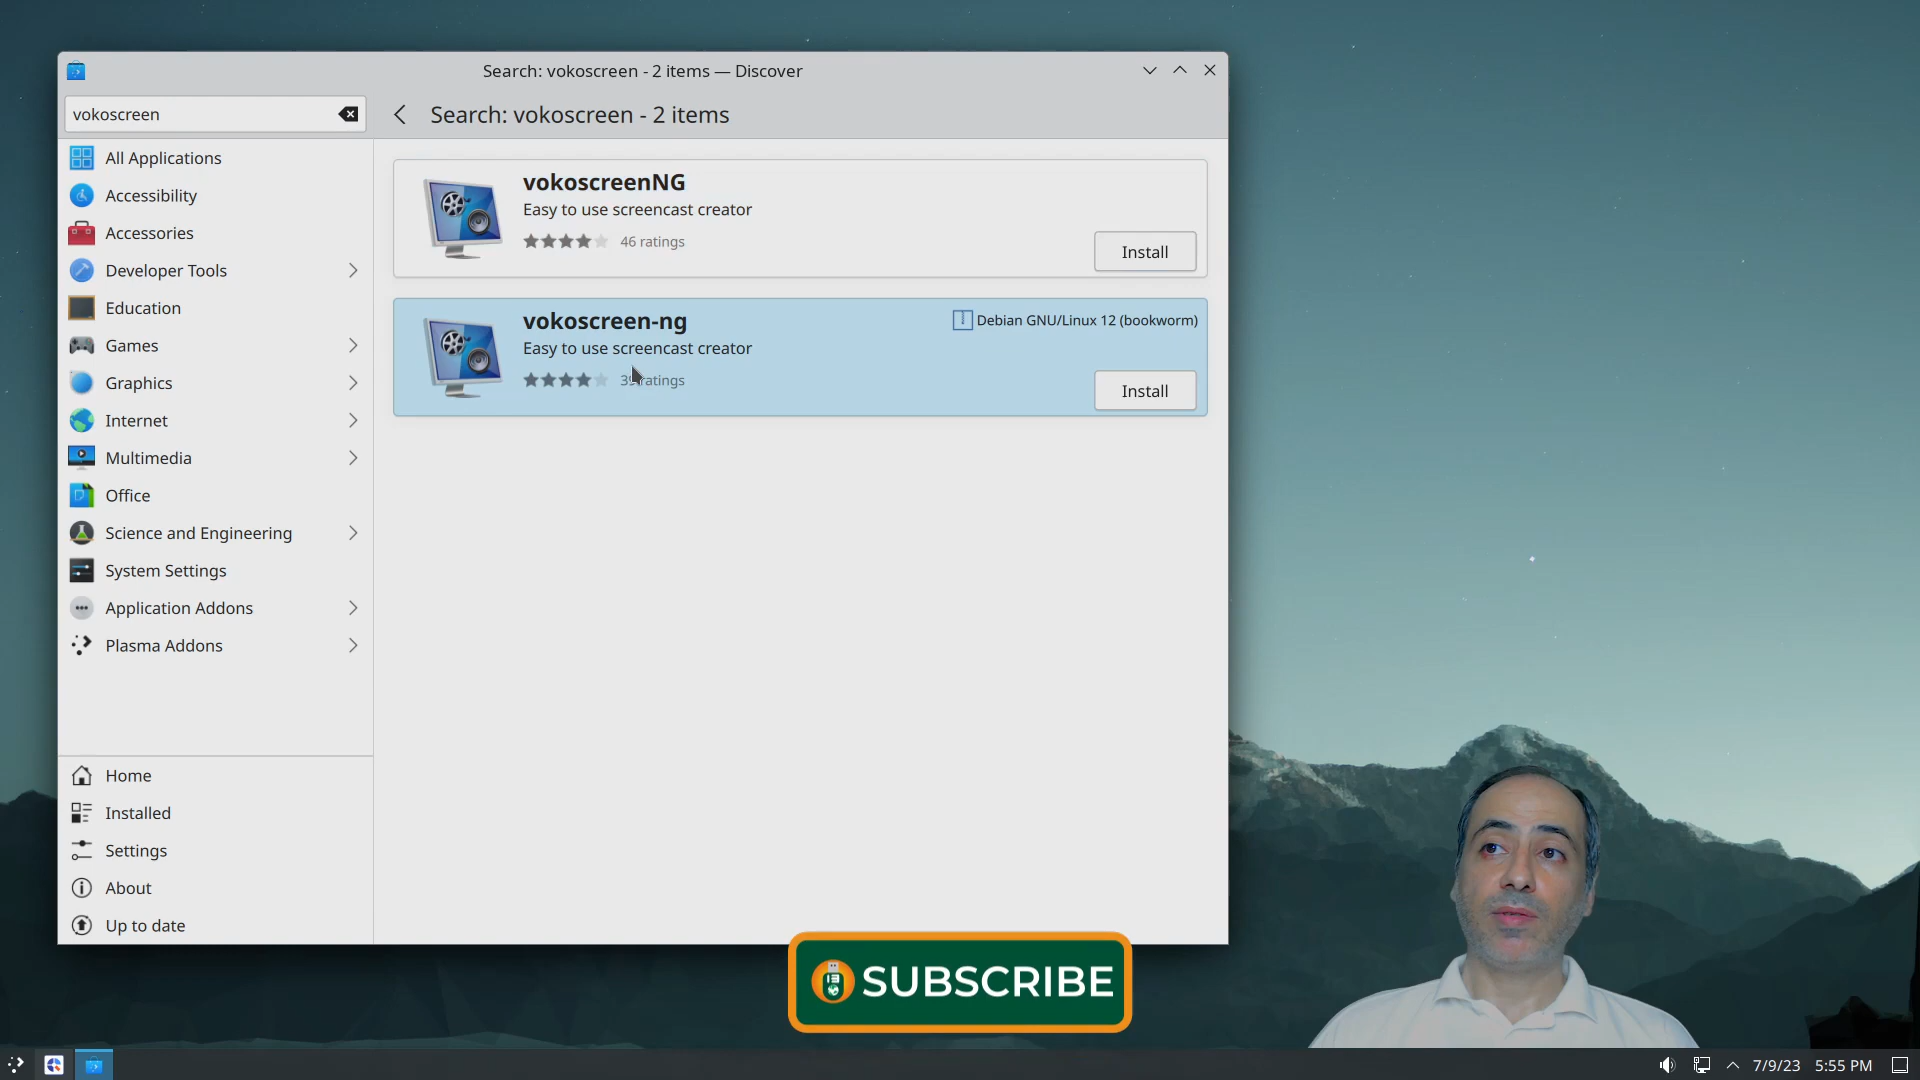 Search: vokoscreen - 2 items — Discover
vokoscreen
Search: vokoscreen - 2 items
All Applications
Accessibility
Accessories
Developer Tools
Education
Games
Graphics
Internet
Multimedia
Office
Science and Engineering
System Settings
Application Addons
Plasma Addons
Home
Installed
Settings
About
Up to date
vokoscreenNG
Easy to use screencast creator
46 ratings
Install
vokoscreen-ng
Debian GNU/Linux 12 (bookworm)
Easy to use screencast creator
ratings
Install
SUBSCRIBE
7/9/23 5:55 PM